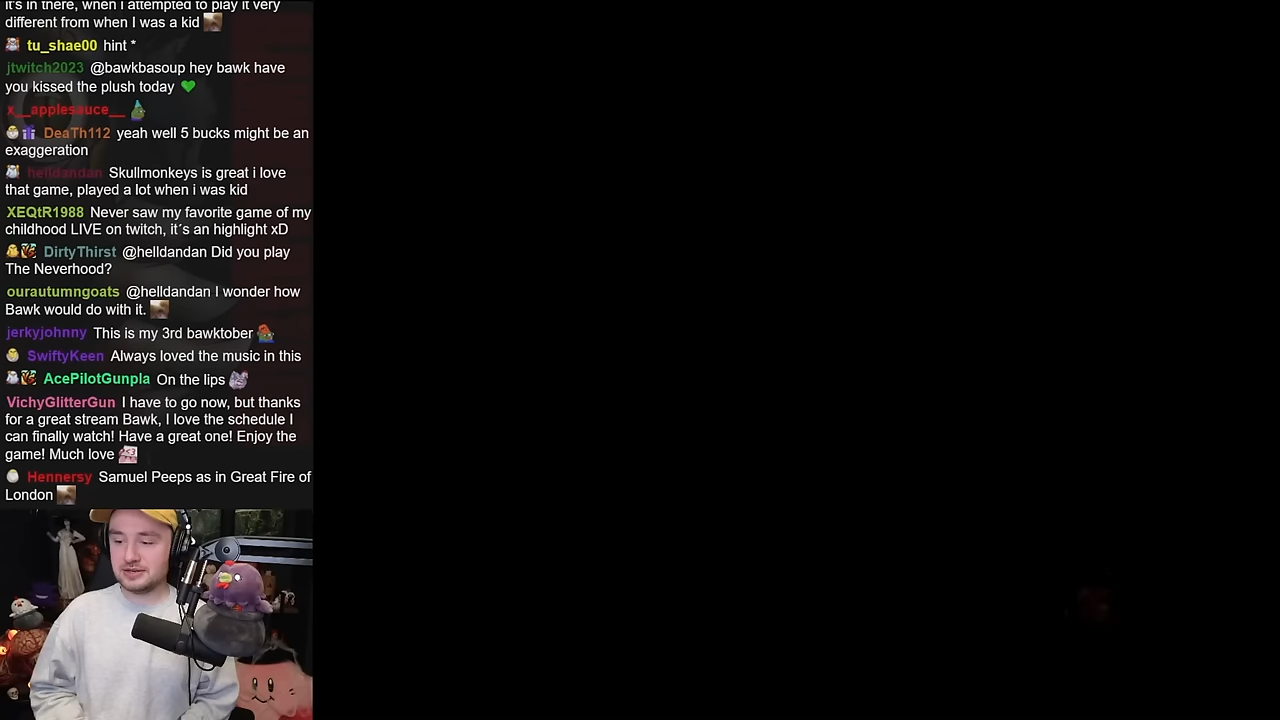 it's in there, when i attempted to play it very
different from when I was a kid
tu_shae00 hint *
jtwitch2023 @bawkbasoup hey bawk have
you kissed the plush today
x__applesauce__
DeaTh112 yeah well 5 bucks might be an
exaggeration
helldandan Skullmonkeys is great i love
that game, played a lot when i was kid
XEQtR1988 Never saw my favorite game of my
childhood LIVE on twitch, it´s an highlight xD
DirtyThirst @helldandan Did you play
The Neverhood?
ourautumngoats @helldandan I wonder how
Bawk would do with it.
jerkyjohnny This is my 3rd bawktober
SwiftyKeen Always loved the music in this
AcePilotGunpla On the lips
VichyGlitterGun I have to go now, but thanks
for a great stream Bawk, I love the schedule I
can finally watch! Have a great one! Enjoy the
game! Much love
Hennersy Samuel Peeps as in Great Fire of
London